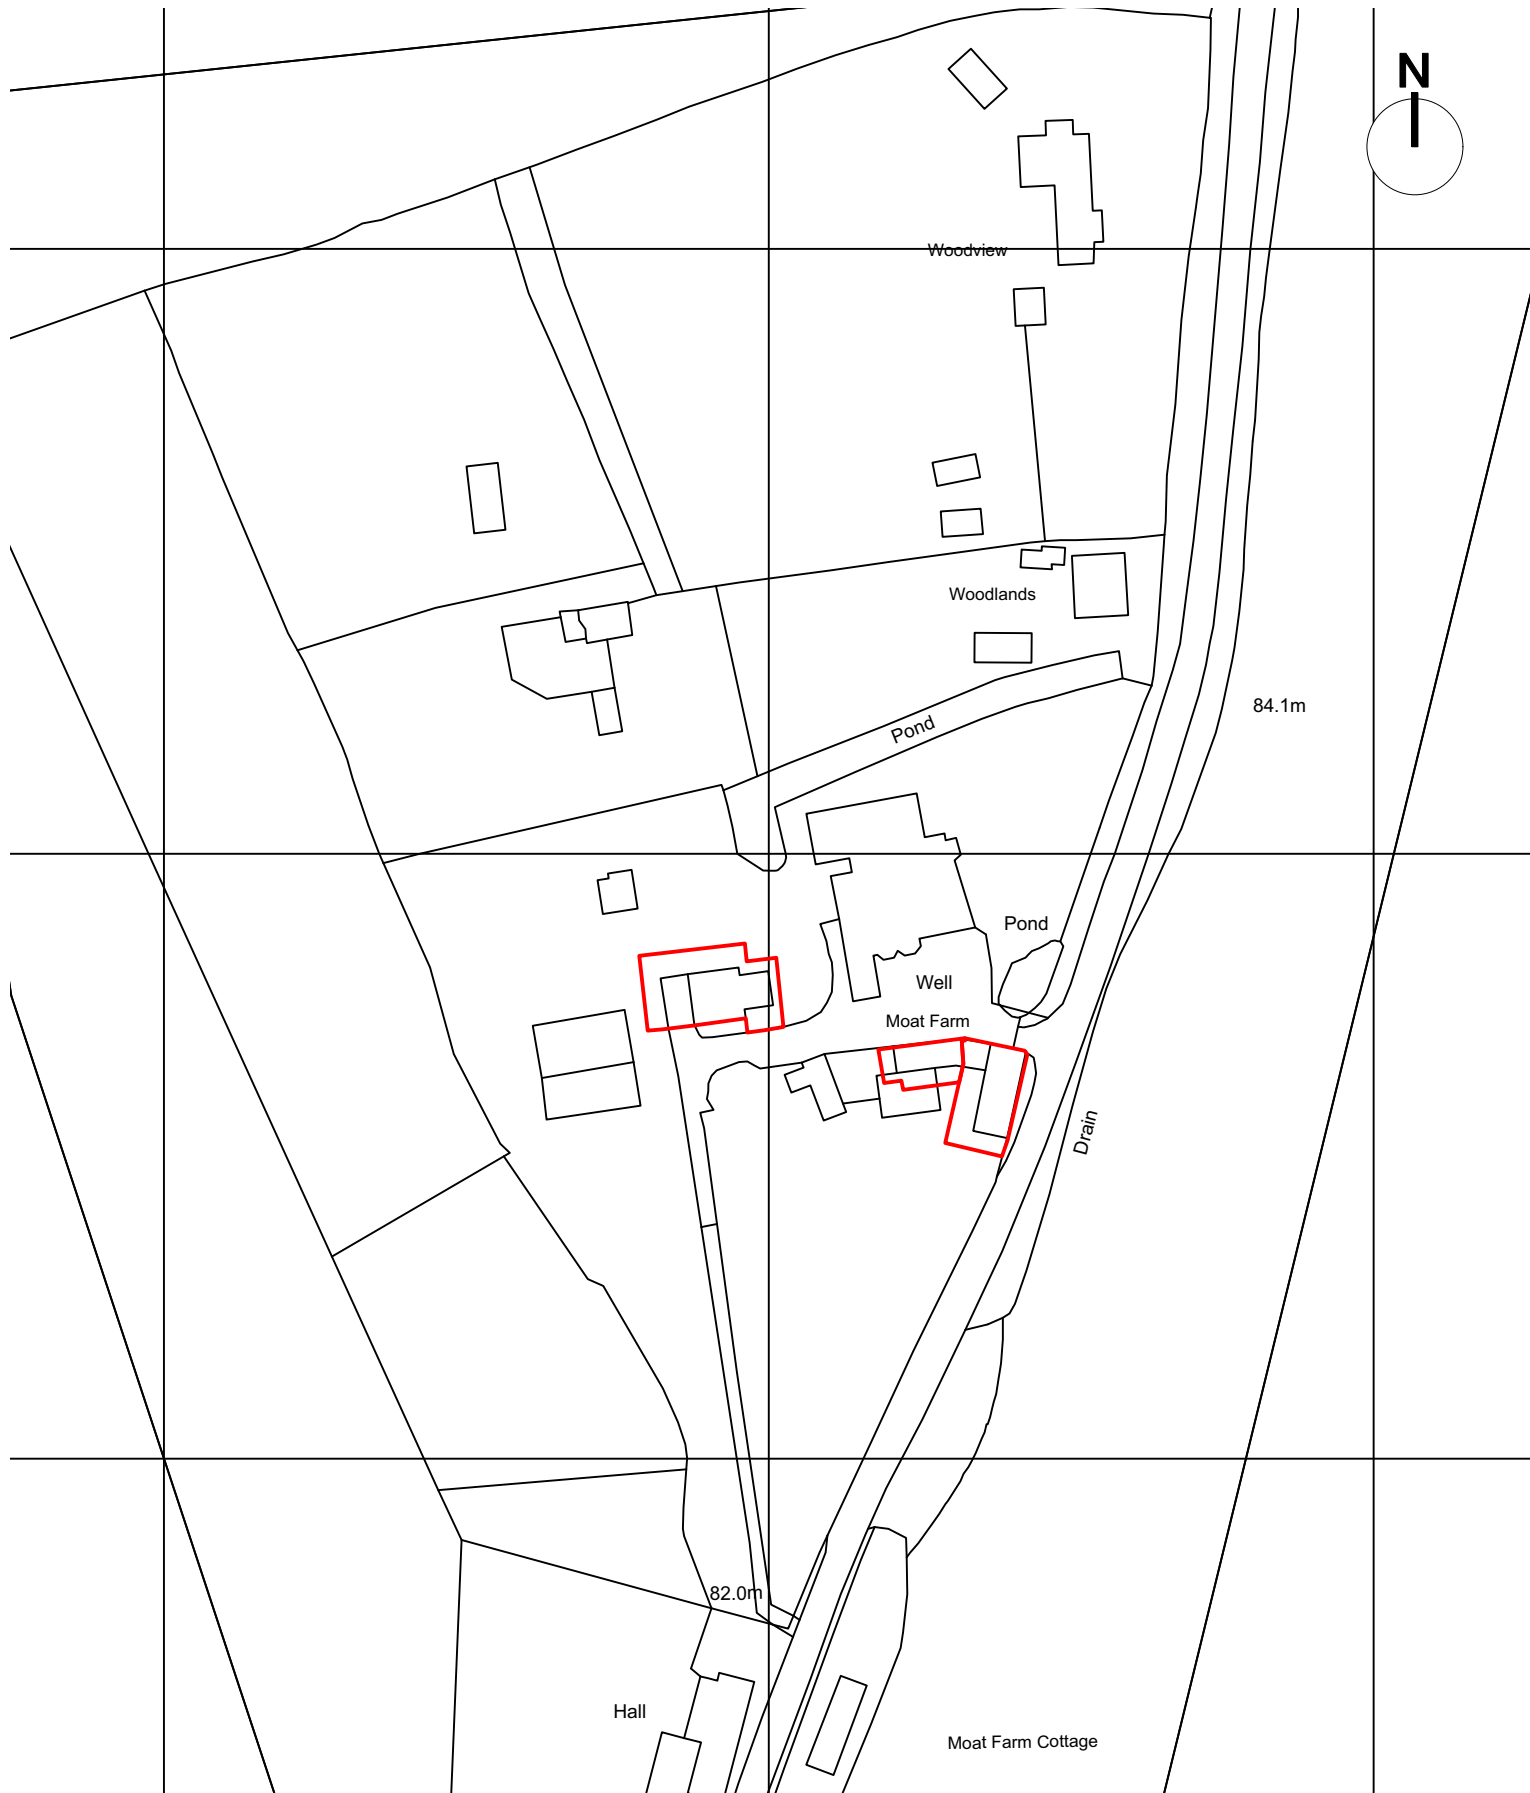 N
Woodview
Woodlands
84.1m
Pond
Pond
Well
Moat Farm
Drain
82.0m
Hall
Moat Farm Cottage